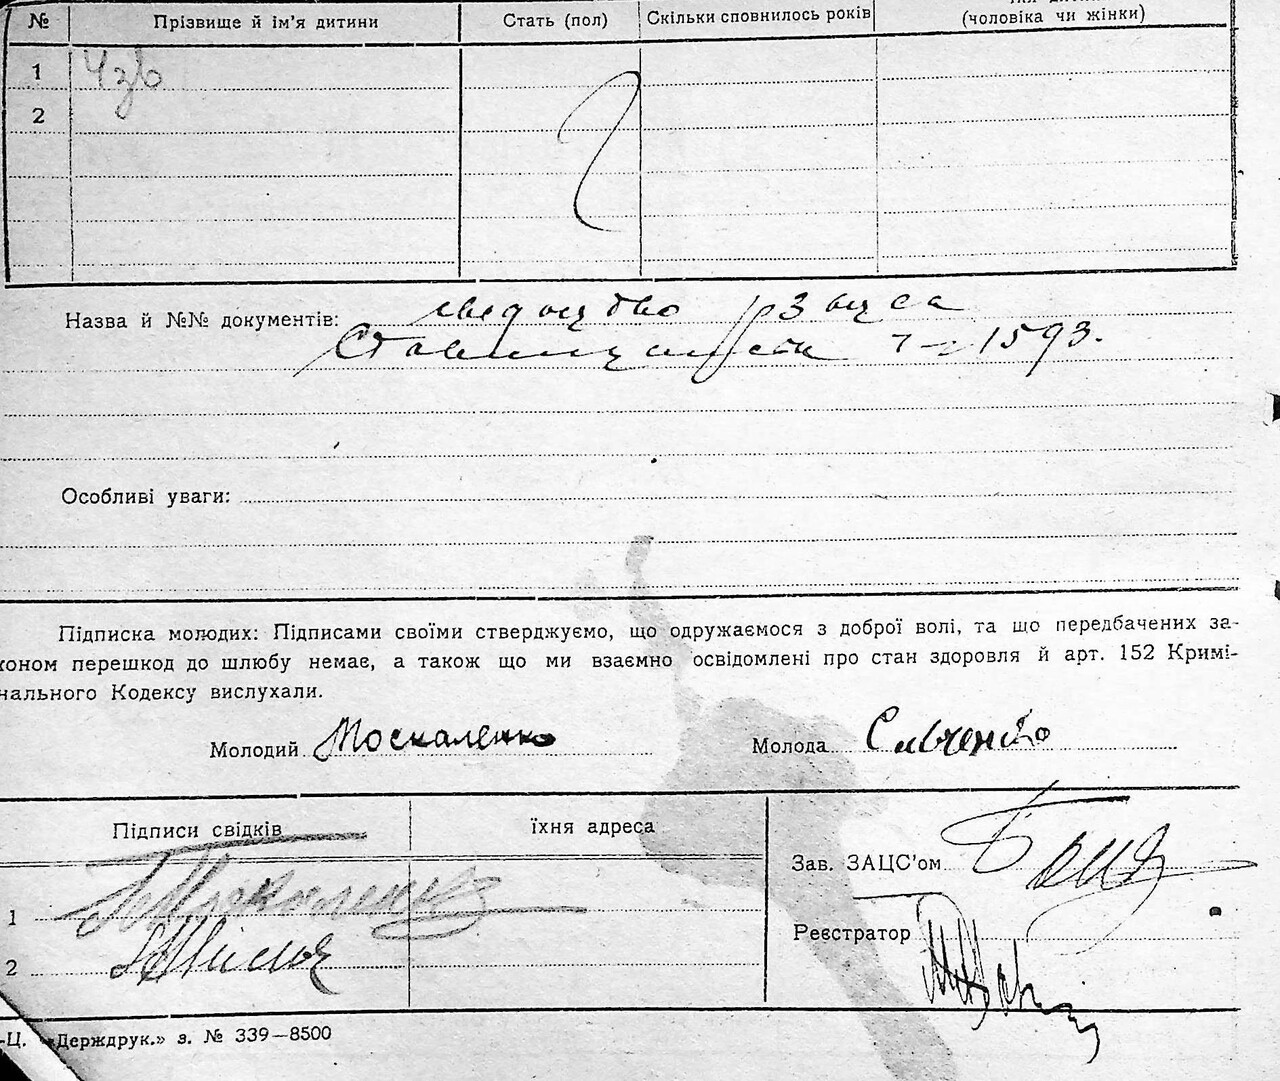 № Прізвище й ім'я дитини Стать (пол) Скільки сповнилось років (чоловіка чи жінки)
1
2
Назва й №№ документів:
7 — 1593.
Особливі уваги:
Підписка молодих: Підписами своїми стверджуємо, що одружаємося з доброї волі, та що передбачених за-
коном перешкод до шлюбу немає, а також що ми взаємно освідомлені про стан здоровля й арт. 152 Кримі-
нального Кодексу вислухали.
Молодий Москаленко Молода
Підписи свідків їхня адреса
Зав. ЗАЦС'ом
1 Москаленко
Реєстратор
2
-Ц. «Держдрук.» з. № 339—8500